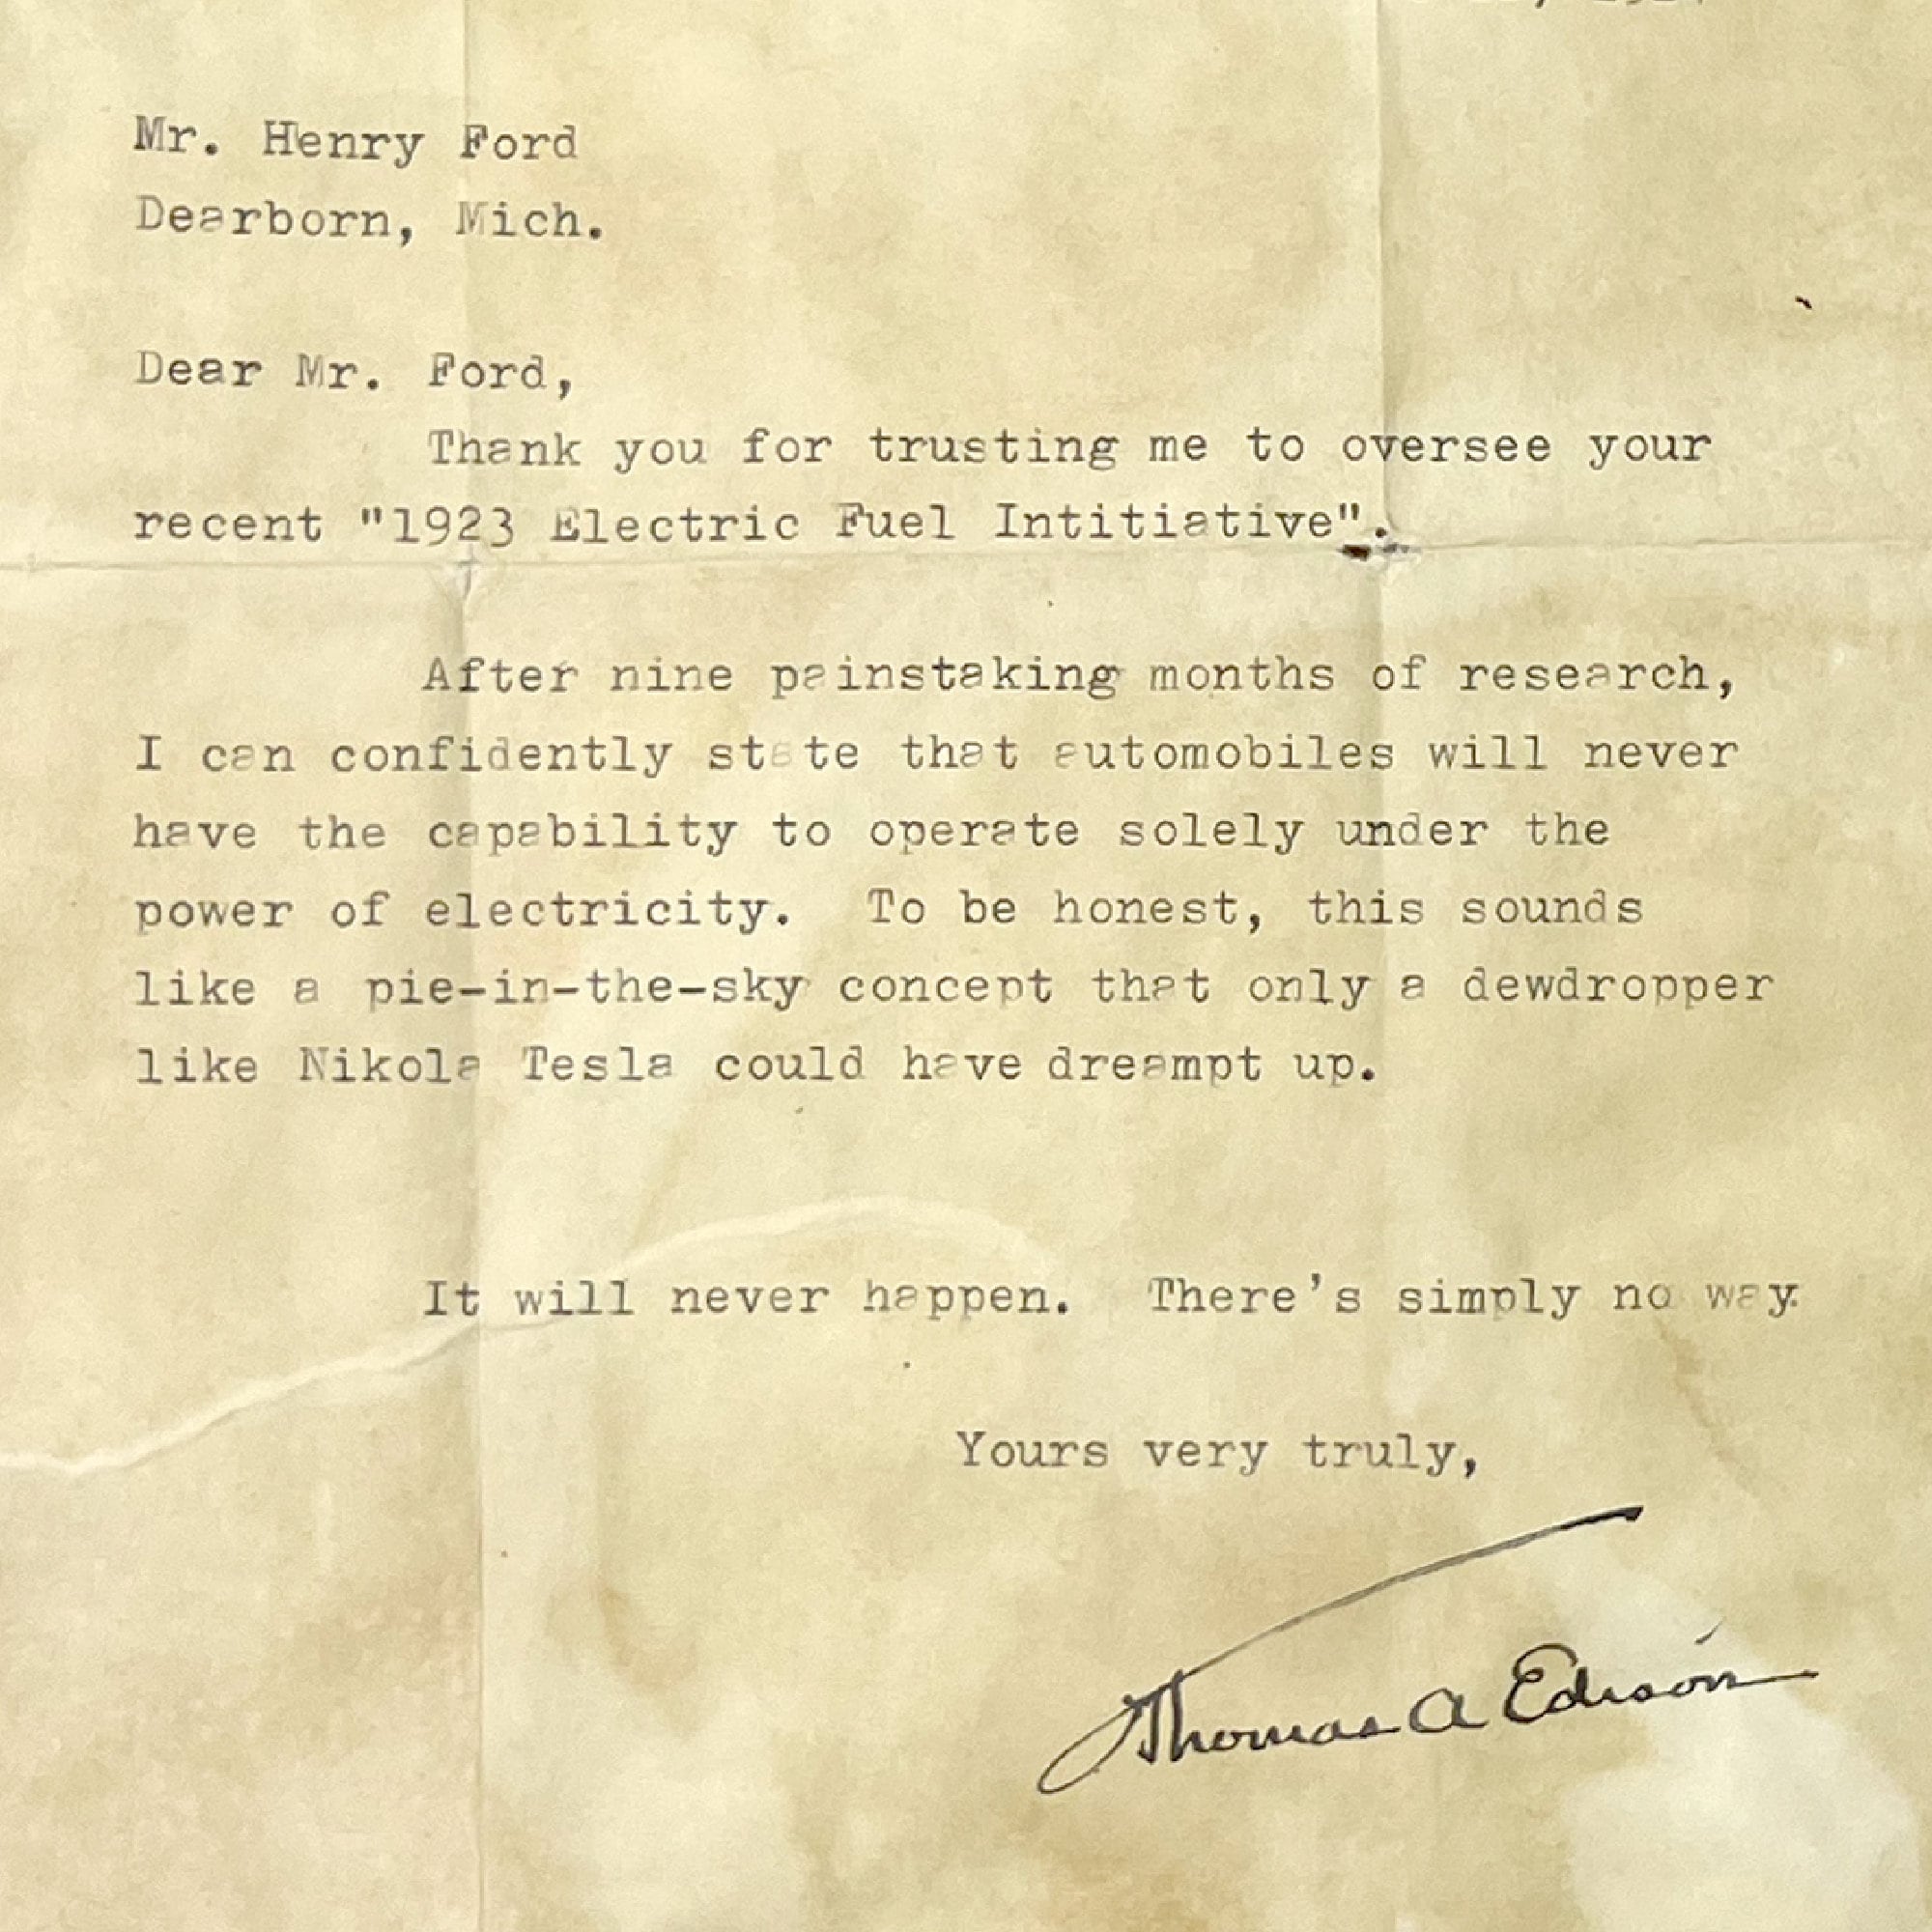 Mr. Henry Ford
Dearborn, Mich.
Dear Mr. Ford,
Thank you for trusting me to oversee your
recent "1923 Electric Fuel Intitiative".
After nine painstaking months of research,
I can confidently state that automobiles will never
have the capability to operate solely under the
power of electricity. To be honest, this sounds
like a pie-in-the-sky concept that only a dewdropper
like Nikola Tesla could have dreampt up.
It will never happen. There's simply no way.
Yours very truly,
Thomas A Edison